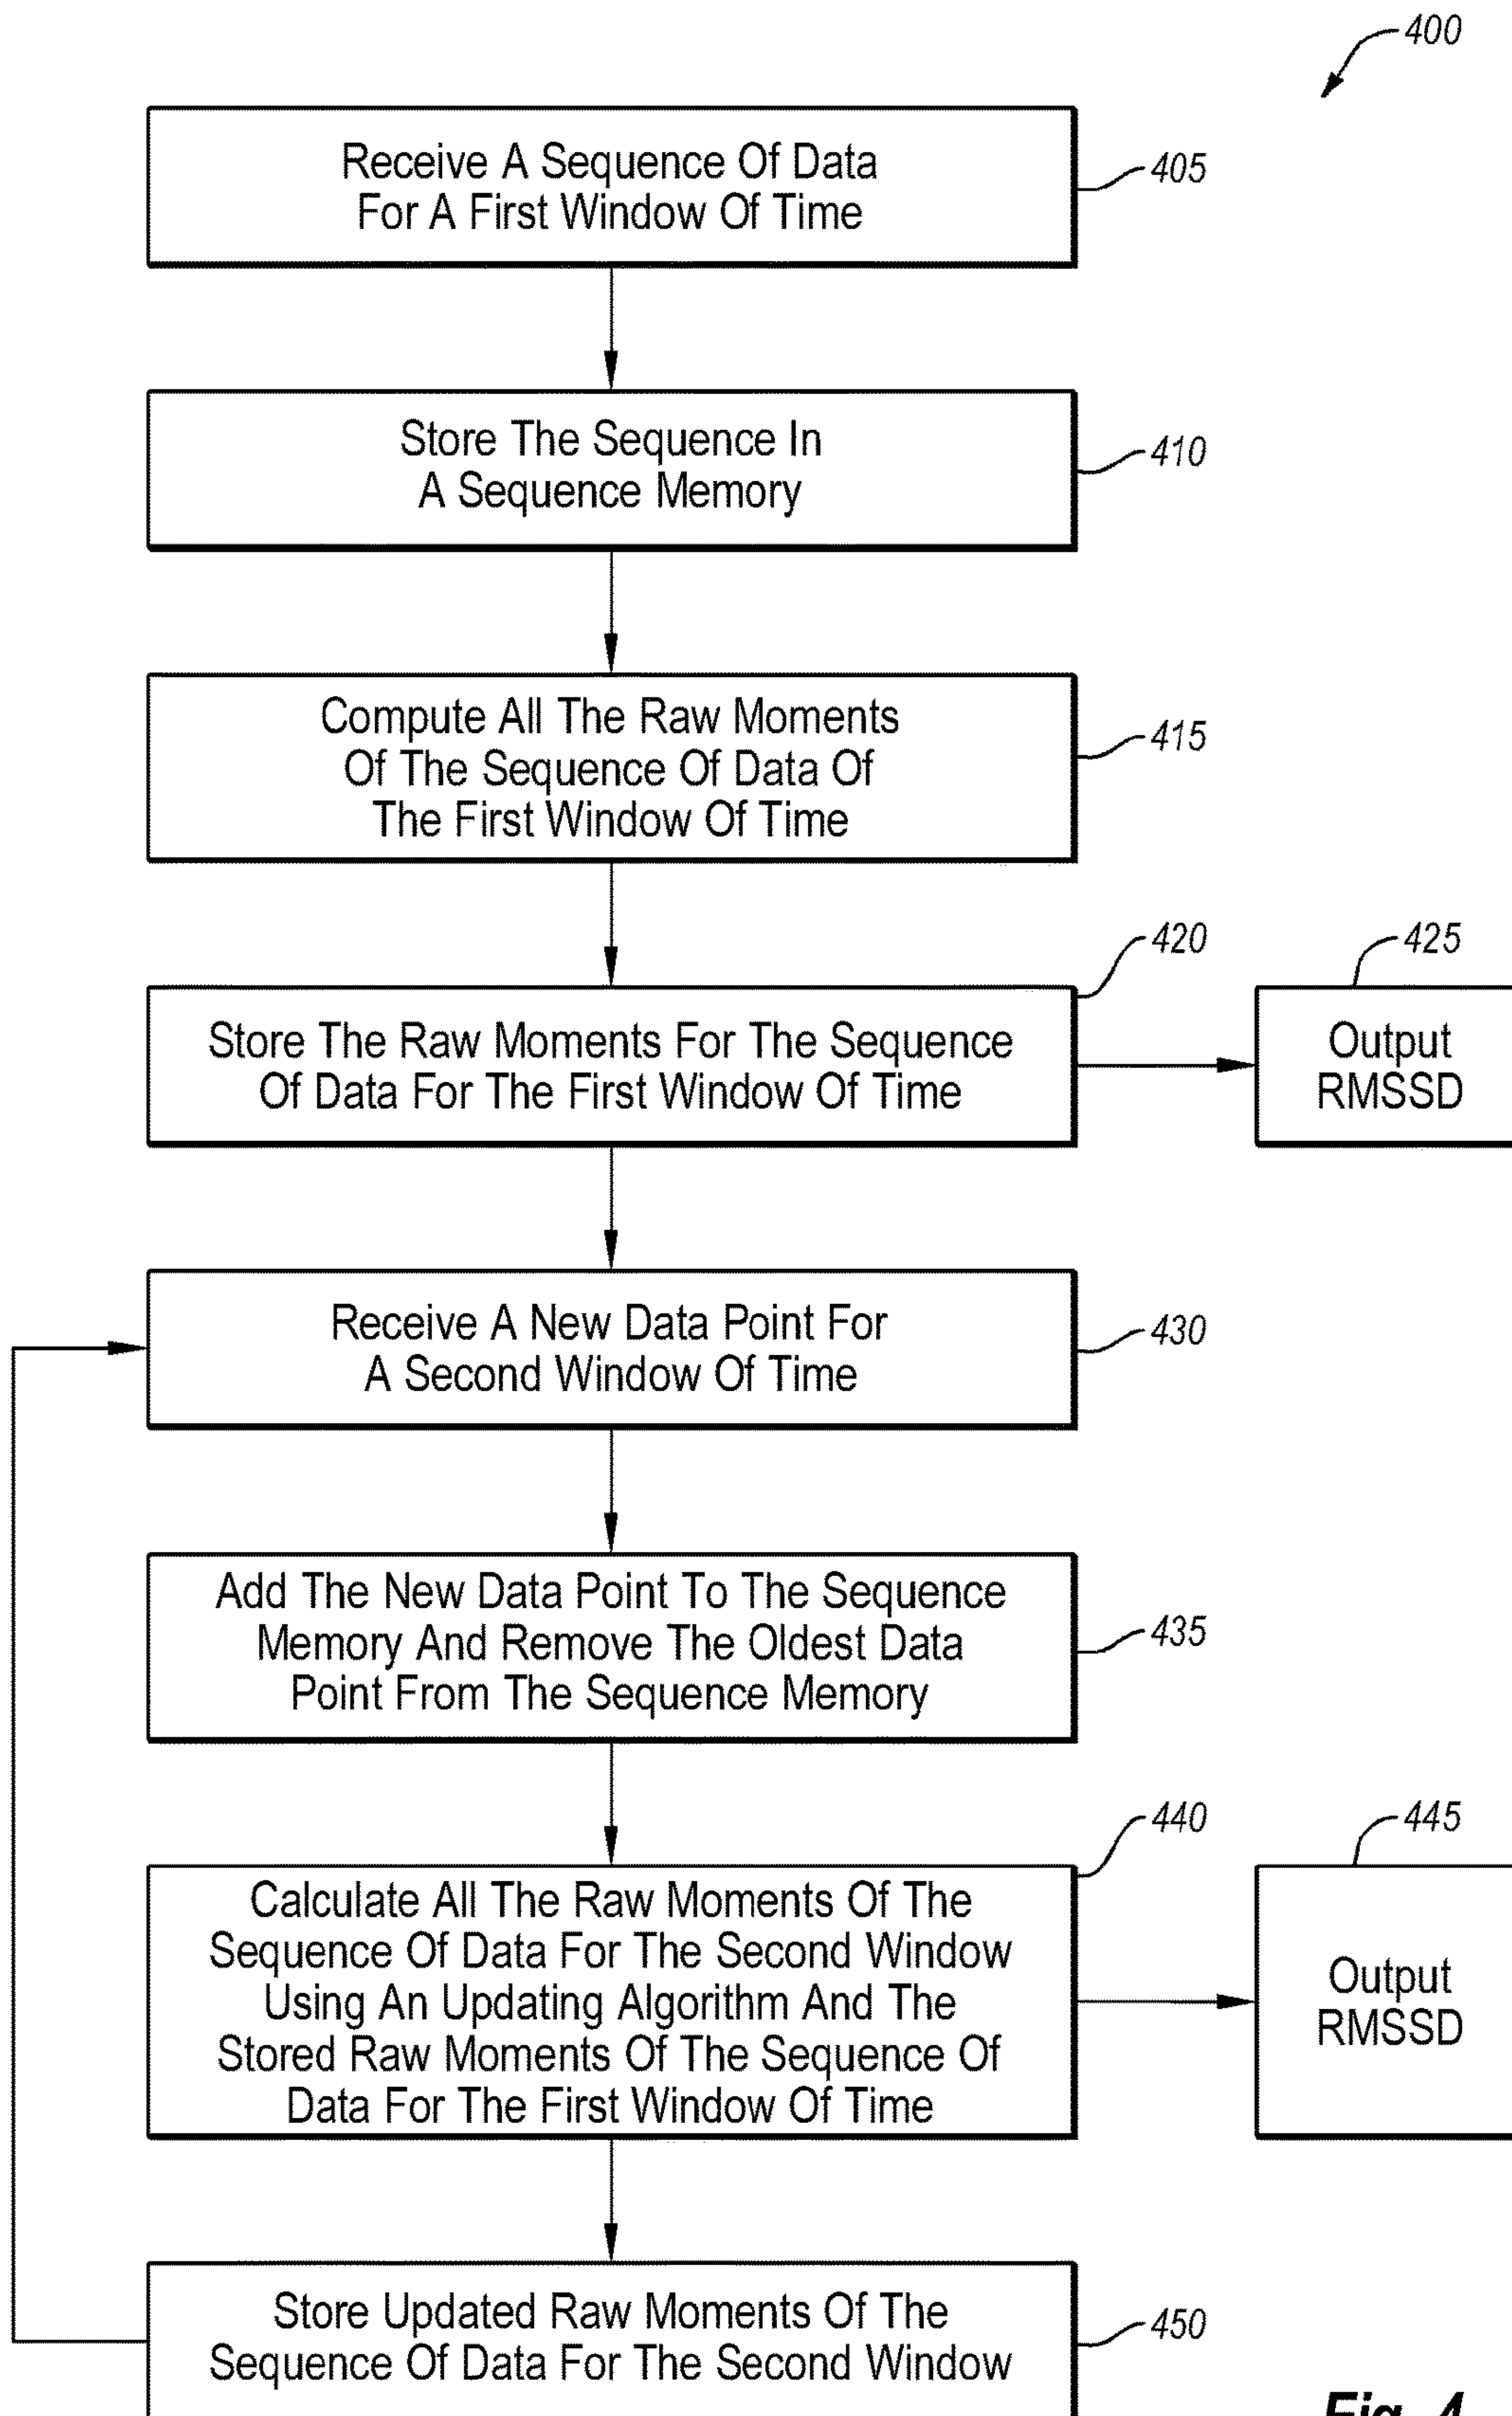 400
Receive A Sequence Of Data
For A First Window Of Time
405
Store The Sequence In
A Sequence Memory
410
Compute All The Raw Moments
Of The Sequence Of Data Of
The First Window Of Time
415
420
425
Store The Raw Moments For The Sequence
Of Data For The First Window Of Time
Output
RMSSD
Receive A New Data Point For
A Second Window Of Time
430
Add The New Data Point To The Sequence
Memory And Remove The Oldest Data
Point From The Sequence Memory
435
440
445
Calculate All The Raw Moments Of The
Sequence Of Data For The Second Window
Using An Updating Algorithm And The
Stored Raw Moments Of The Sequence Of
Data For The First Window Of Time
Output
RMSSD
Store Updated Raw Moments Of The
Sequence Of Data For The Second Window
450
Fig. 4